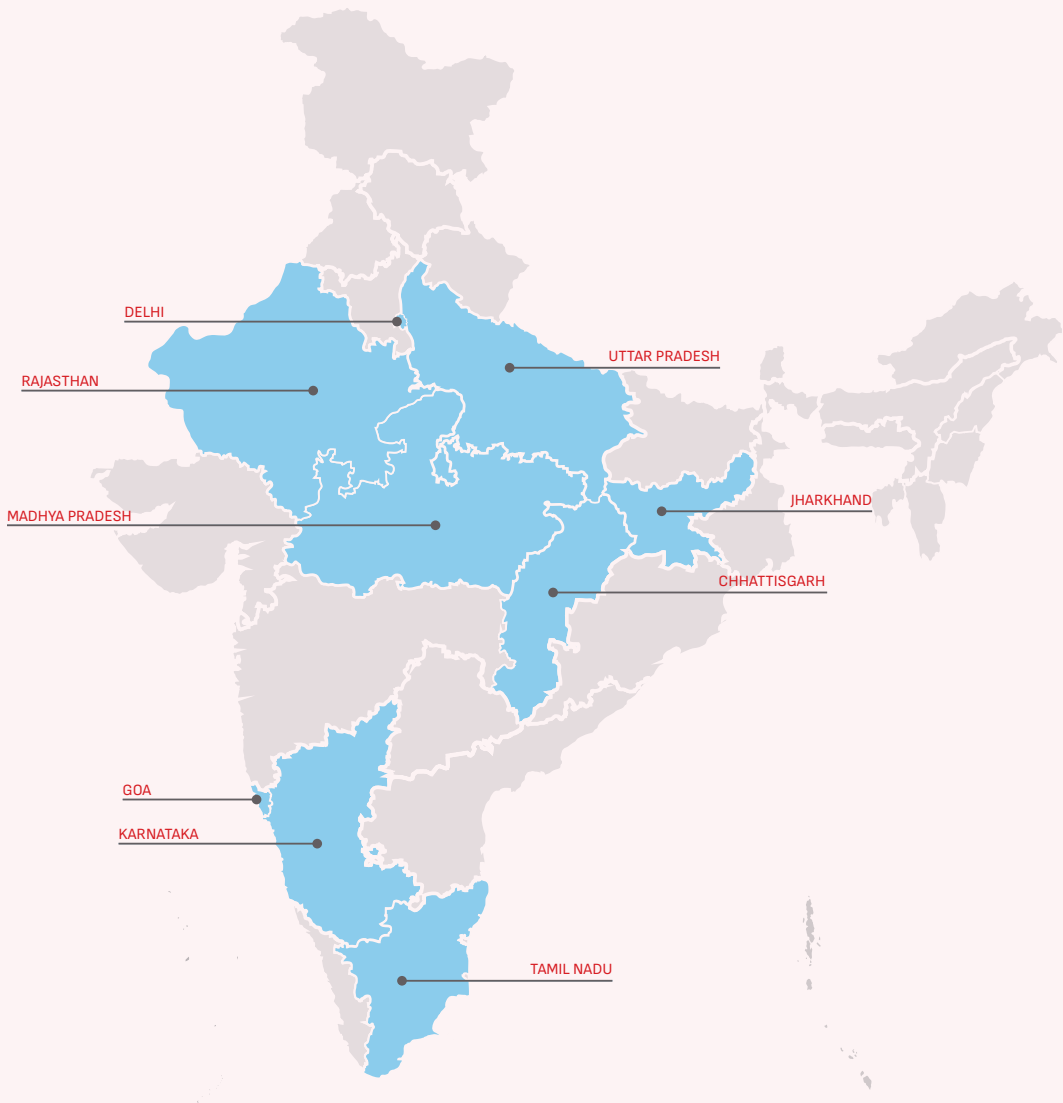 DELHI
UTTAR PRADESH
RAJASTHAN
JHARKHAND
MADHYA PRADESH
CHHATTISGARH
GOA
KARNATAKA
TAMIL NADU